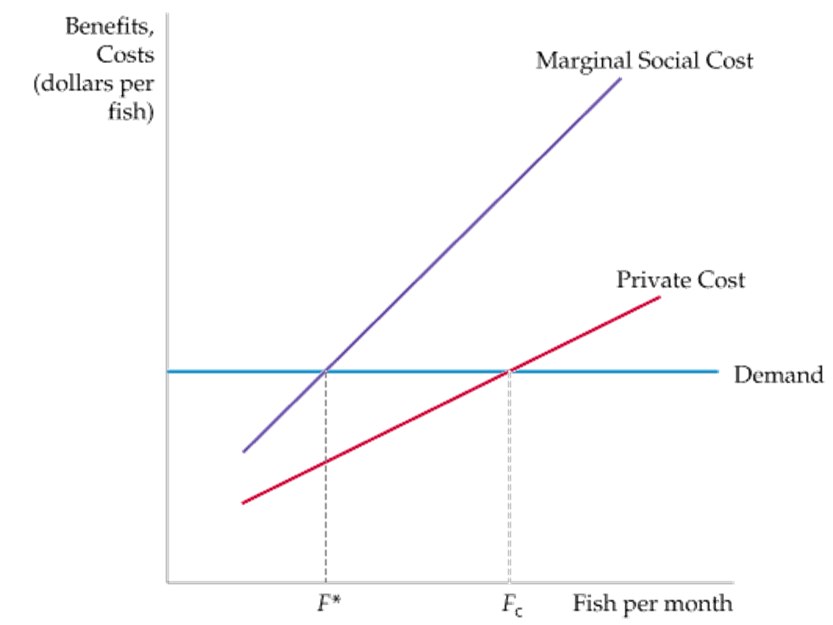 Benefits,
Costs
(dollars per
fish)
Marginal Social Cost
Private Cost
Demand
F*
Fc
Fish per month